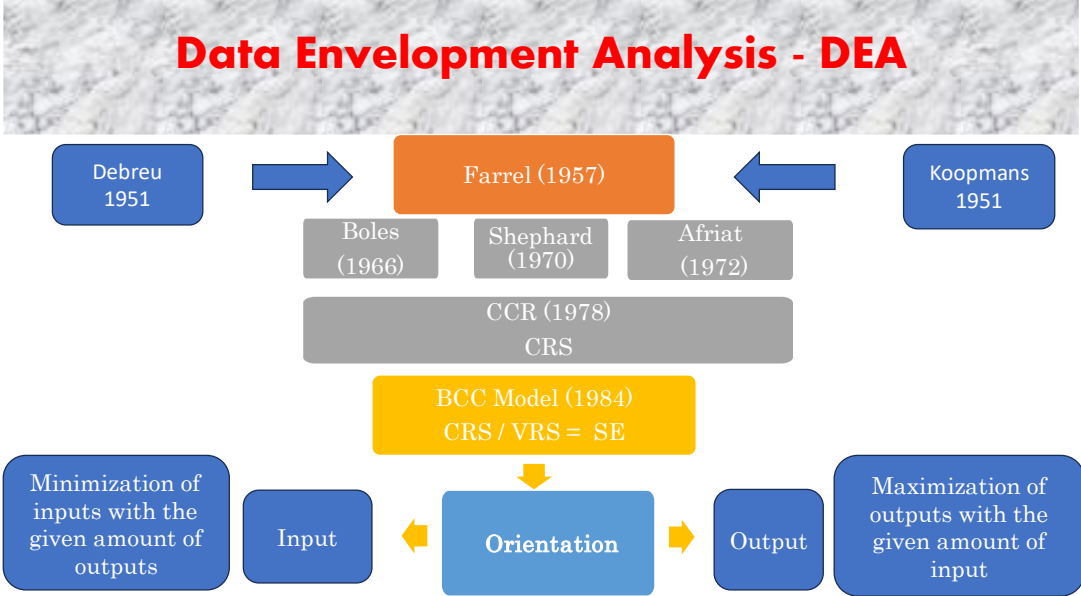 Data Envelopment Analysis - DEA
Debreu
1951
Farrel (1957)
Koopmans
1951
Boles
(1966)
Shephard
(1970)
Afriat
(1972)
CCR (1978)
CRS
BCC Model (1984)
CRS / VRS = SE
Minimization of
inputs with the
given amount of
outputs
Input
Orientation
Output
Maximization of
outputs with the
given amount of
input